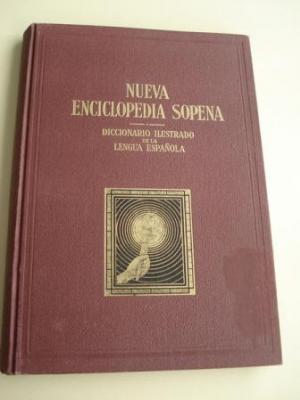 NUEVA
ENCICLOPEDIA SOPENA
DICCIONARIO ILUSTRADO
DE LA
LENGUA ESPAÑOLA